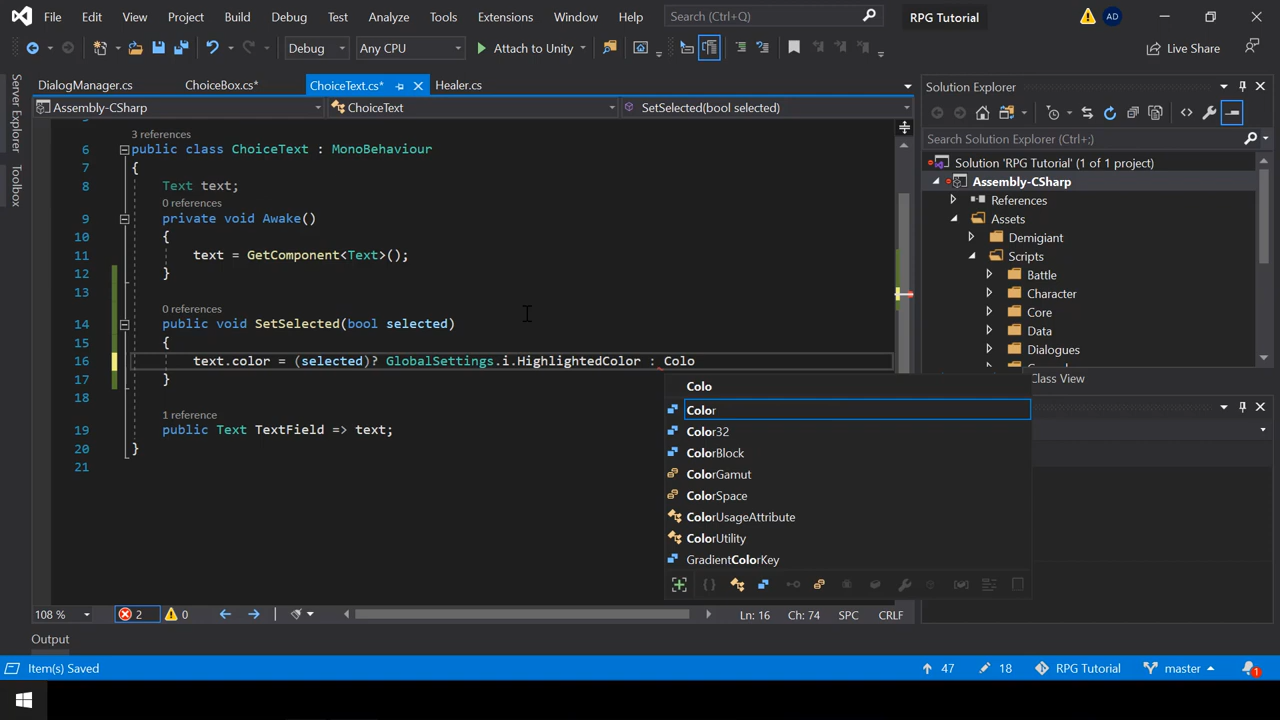 File Edit View Project Build Debug Test Analyze Tools Extensions Window Help Search (Ctrl+Q) RPG Tutorial AD
Debug Any CPU Attach to Unity Live Share
Server Explorer
Toolbox
DialogManager.cs ChoiceBox.cs* ChoiceText.cs* Healer.cs
Assembly-CSharp ChoiceText SetSelected(bool selected)
3 references
6 public class ChoiceText : MonoBehaviour
7 {
8 Text text;
0 references
9 private void Awake()
10 {
11 text = GetComponent<Text>();
12 }
13
0 references
14 public void SetSelected(bool selected)
15 {
16 text.color = (selected)? GlobalSettings.i.HighlightedColor : Colo
17 }
18
1 reference
19 public Text TextField => text;
20 }
21
Colo
Color
Color32
ColorBlock
ColorGamut
ColorSpace
ColorUsageAttribute
ColorUtility
GradientColorKey
Solution Explorer
Search Solution Explorer (Ctrl+;)
Solution 'RPG Tutorial' (1 of 1 project)
Assembly-CSharp
References
Assets
Demigiant
Scripts
Battle
Character
Core
Data
Dialogues
Class View
108 % 2 0 Ln: 16 Ch: 74 SPC CRLF
Output
Item(s) Saved 47 18 RPG Tutorial master 1